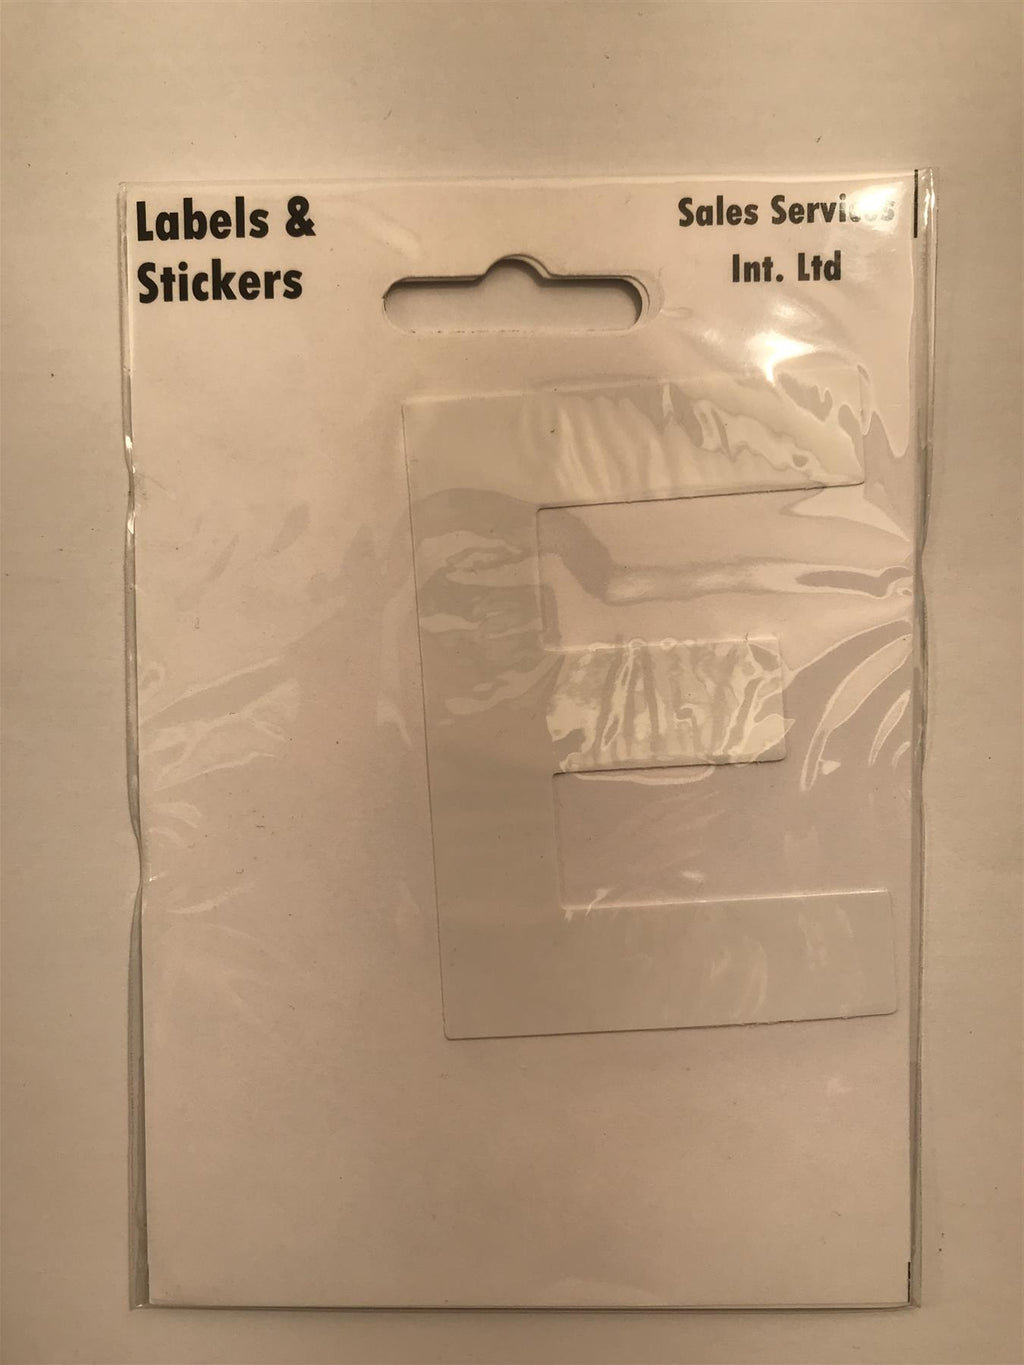 Labels &
Stickers
Sales Services
Int. Ltd
E